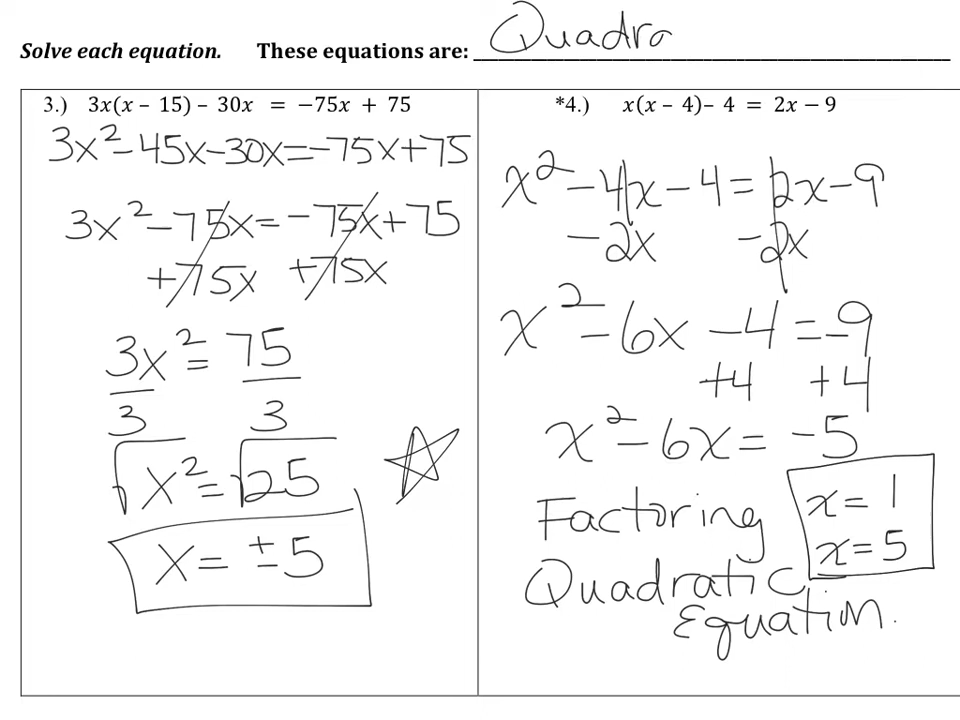 Solve each equation. These equations are: Quadra
3.) 3x(x – 15) – 30x = –75x + 75
3x² – 45x – 30x = –75x + 75
3x² – 75x = –75x + 75
+75x +75x
3x² = 75
3 3
√x² = √25
x = ±5
*4.) x(x – 4)– 4 = 2x – 9
x² – 4x – 4 = 2x – 9
–2x –2x
x² – 6x – 4 = –9
+4 +4
x² – 6x = –5
Factoring
Quadratic
Equation.
x = 1
x = 5